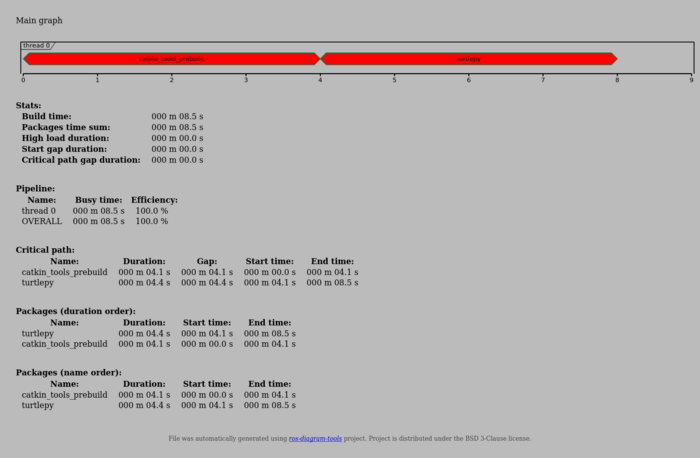 Main graph
thread 0
catkin_tools_prebuild turtlepy
0 1 2 3 4 5 6 7 8 9
Stats:
Build time: 000 m 08.5 s
Packages time sum: 000 m 08.5 s
High load duration: 000 m 00.0 s
Start gap duration: 000 m 00.0 s
Critical path gap duration: 000 m 00.0 s
Pipeline:
Name: Busy time: Efficiency:
thread 0 000 m 08.5 s 100.0 %
OVERALL 000 m 08.5 s 100.0 %
Critical path:
Name: Duration: Gap: Start time: End time:
catkin_tools_prebuild 000 m 04.1 s 000 m 04.1 s 000 m 00.0 s 000 m 04.1 s
turtlepy 000 m 04.4 s 000 m 04.4 s 000 m 04.1 s 000 m 08.5 s
Packages (duration order):
Name: Duration: Start time: End time:
turtlepy 000 m 04.4 s 000 m 04.1 s 000 m 08.5 s
catkin_tools_prebuild 000 m 04.1 s 000 m 00.0 s 000 m 04.1 s
Packages (name order):
Name: Duration: Start time: End time:
catkin_tools_prebuild 000 m 04.1 s 000 m 00.0 s 000 m 04.1 s
turtlepy 000 m 04.4 s 000 m 04.1 s 000 m 08.5 s
File was automatically generated using ros-diagram-tools project. Project is distributed under the BSD 3-Clause license.